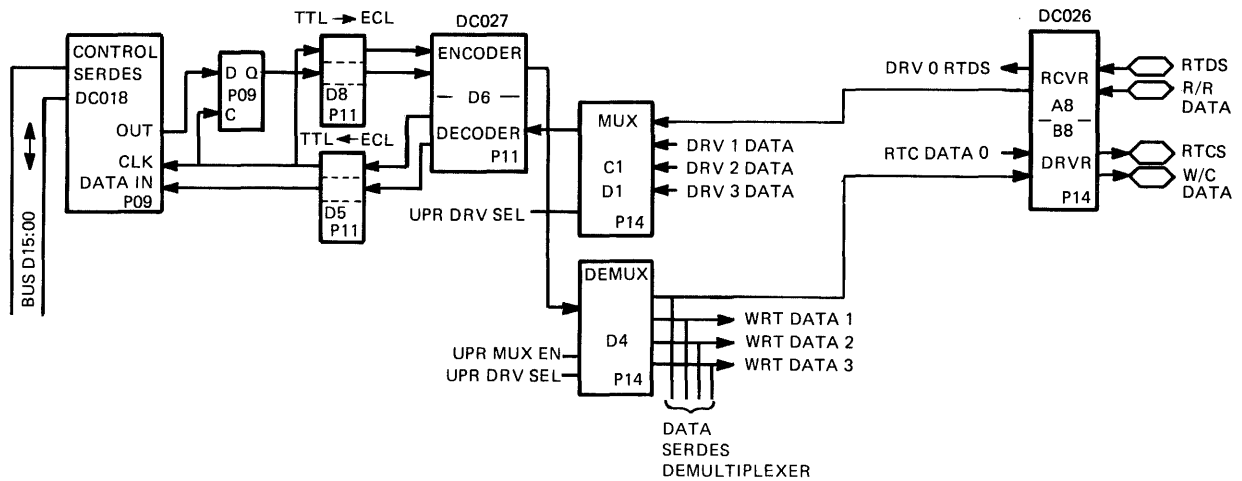 TTL → ECL
DC027
DC026
CONTROL
SERDES
DC018
OUT
CLK
DATA IN
P09
BUS D15:00
D Q
P09
C
D8
P11
TTL ← ECL
D5
P11
ENCODER
D6
DECODER
P11
MUX
C1
D1
P14
DRV 1 DATA
DRV 2 DATA
DRV 3 DATA
UPR DRV SEL
DEMUX
D4
P14
UPR MUX EN
UPR DRV SEL
WRT DATA 1
WRT DATA 2
WRT DATA 3
DATA
SERDES
DEMULTIPLEXER
DRV 0 RTDS
RTC DATA 0
RCVR
A8
B8
DRVR
P14
RTDS
R/R
DATA
RTCS
W/C
DATA